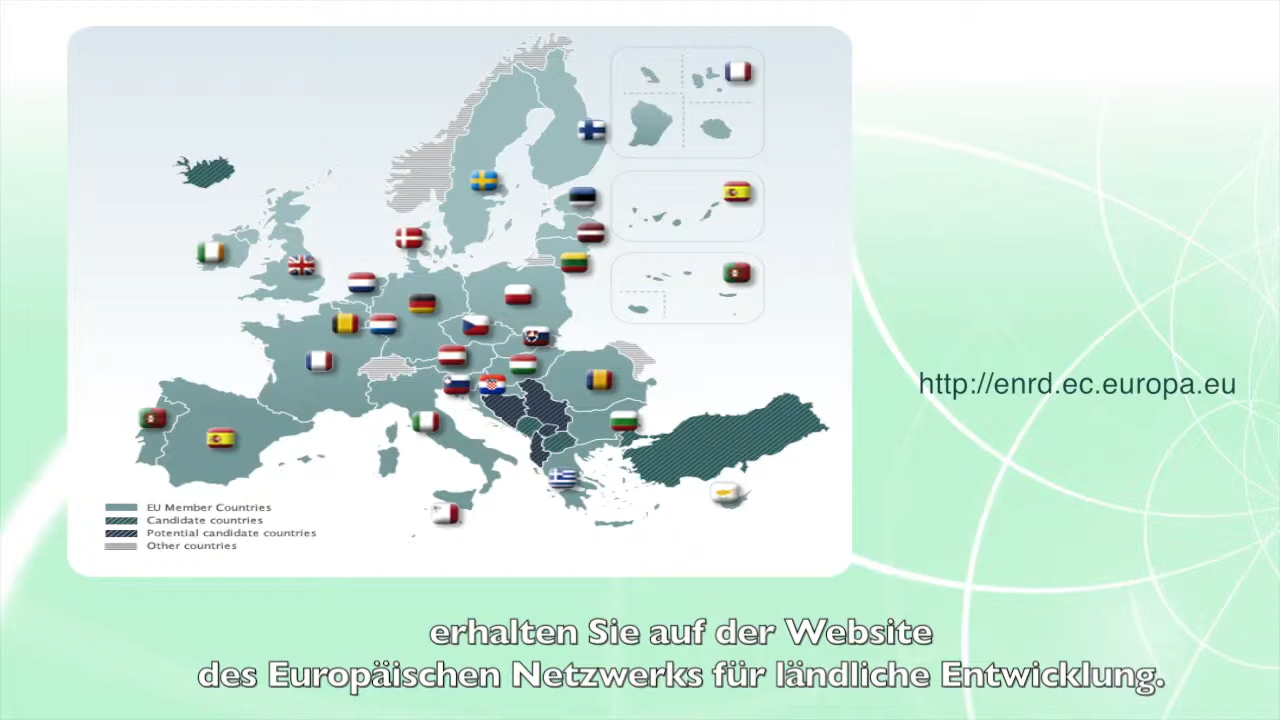 http://enrd.ec.europa.eu
EU Member Countries
Candidate countries
Potential candidate countries
Other countries
erhalten Sie auf der Website
des Europäischen Netzwerks für ländliche Entwicklung.